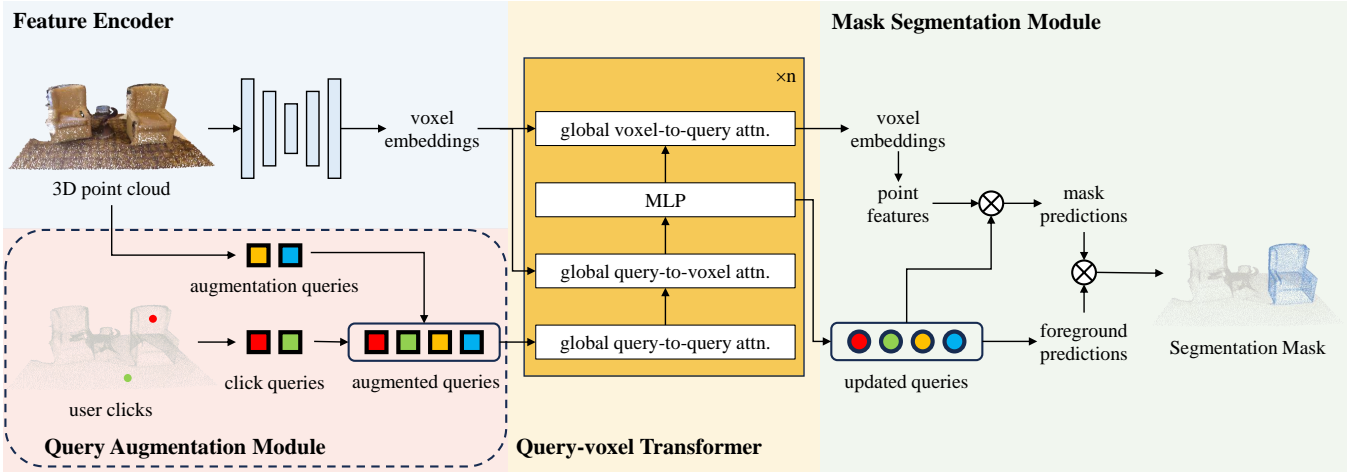 Feature Encoder
3D point cloud
voxel
embeddings
augmentation queries
user clicks
click queries
augmented queries
Query Augmentation Module
×n
global voxel-to-query attn.
MLP
global query-to-voxel attn.
global query-to-query attn.
Query-voxel Transformer
Mask Segmentation Module
voxel
embeddings
point
features
mask
predictions
updated queries
foreground
predictions
Segmentation Mask